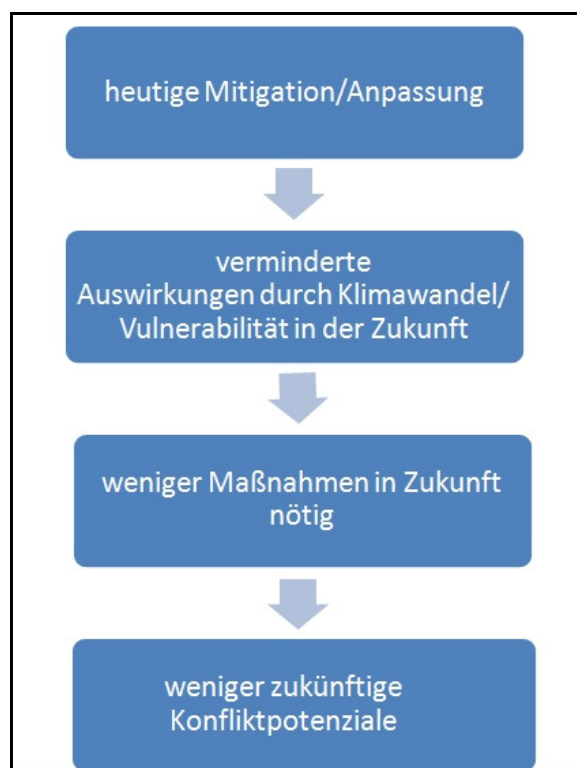 heutige Mitigation/Anpassung
verminderte
Auswirkungen durch Klimawandel/
Vulnerabilität in der Zukunft
weniger Maßnahmen in Zukunft
nötig
weniger zukünftige
Konfliktpotenziale